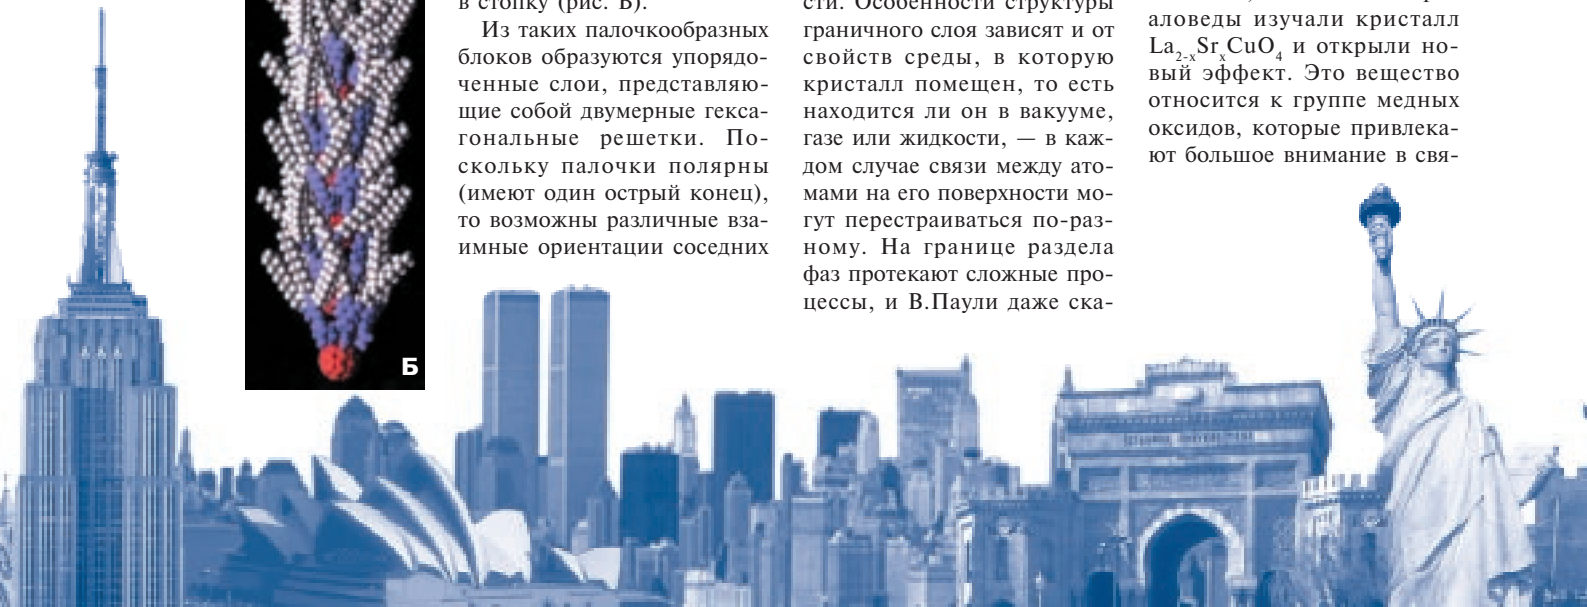 в стопку (рис. Б).
Из таких палочкообразных
блоков образуются упорядо-
ченные слои, представляю-
щие собой двумерные гекса-
гональные решетки. По-
скольку палочки полярны
(имеют один острый конец),
то возможны различные вза-
имные ориентации соседних
сти. Особенности структуры
граничного слоя зависят и от
свойств среды, в которую
кристалл помещен, то есть
находится ли он в вакууме,
газе или жидкости, — в каж-
дом случае связи между ато-
мами на его поверхности мо-
гут перестраиваться по-раз-
ному. На границе раздела
фаз протекают сложные про-
цессы, и В.Паули даже ска-
аловеды изучали кристалл
La2-xSrxCuO4 и открыли но-
вый эффект. Это вещество
относится к группе медных
оксидов, которые привлека-
ют большое внимание в свя-
Б